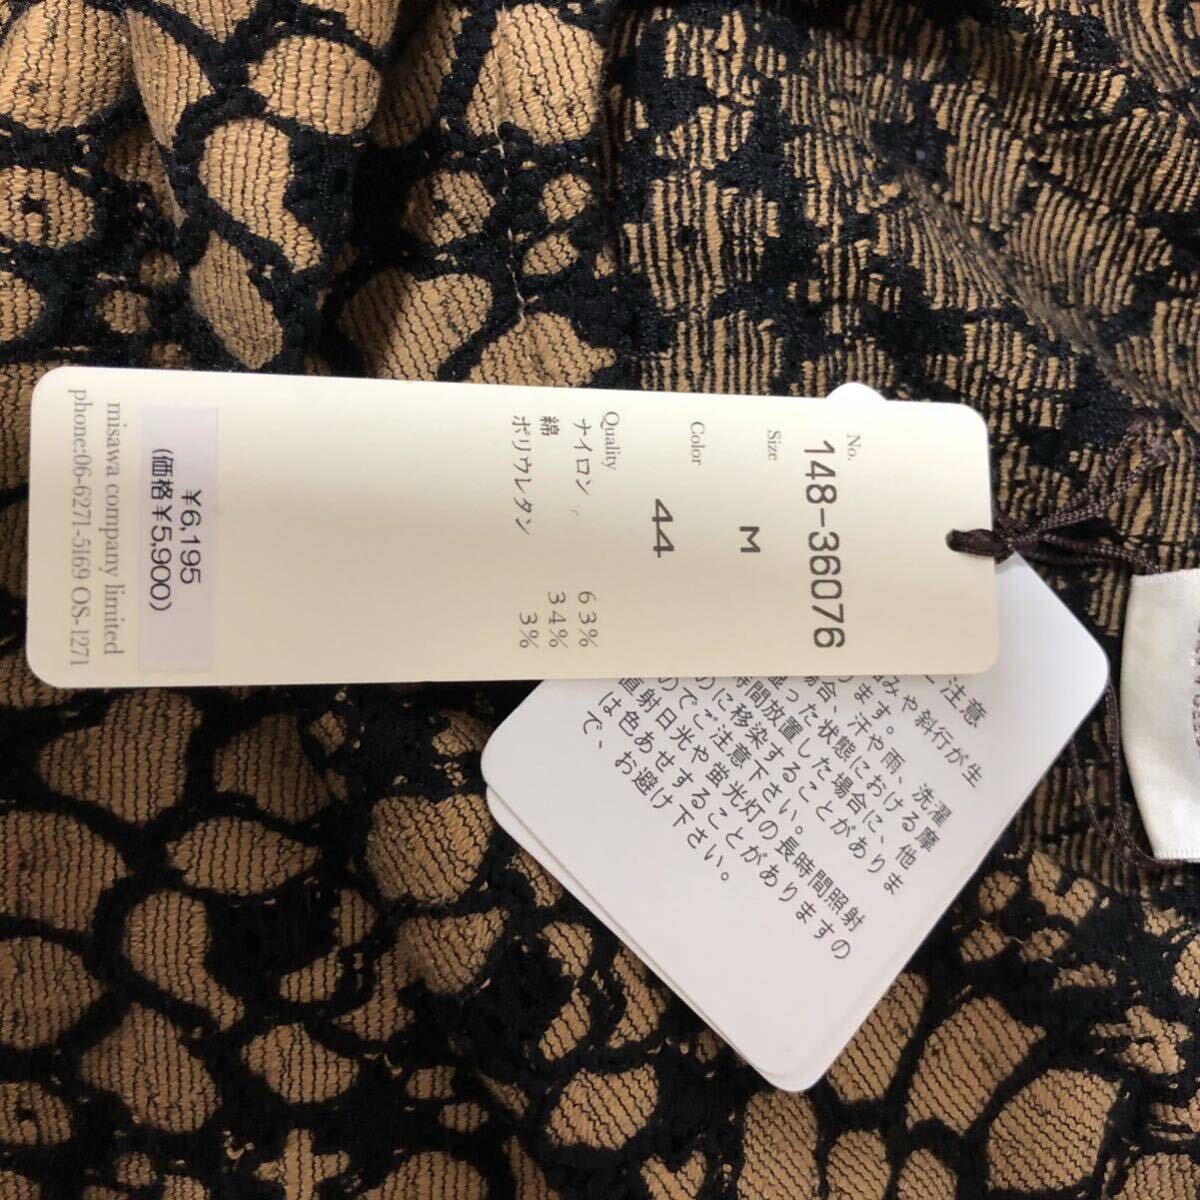 No.
148-36076
Size
M
Color
44
Quality
ナイロン 63%
綿 34%
ポリウレタン 3%
¥6,195
(価格¥5,900)
misawa company limited
phone:06-6271-5169 OS-1271
ご注意
みや斜行が生
ます。
場合、汗や雨、洗濯
湿った状態における摩
時間放置した場合に、他
に移染することがありま
のでご注意下さい。
直射日光や蛍光灯の長時間照射
は色あせすることがありますの
で、お避け下さい。